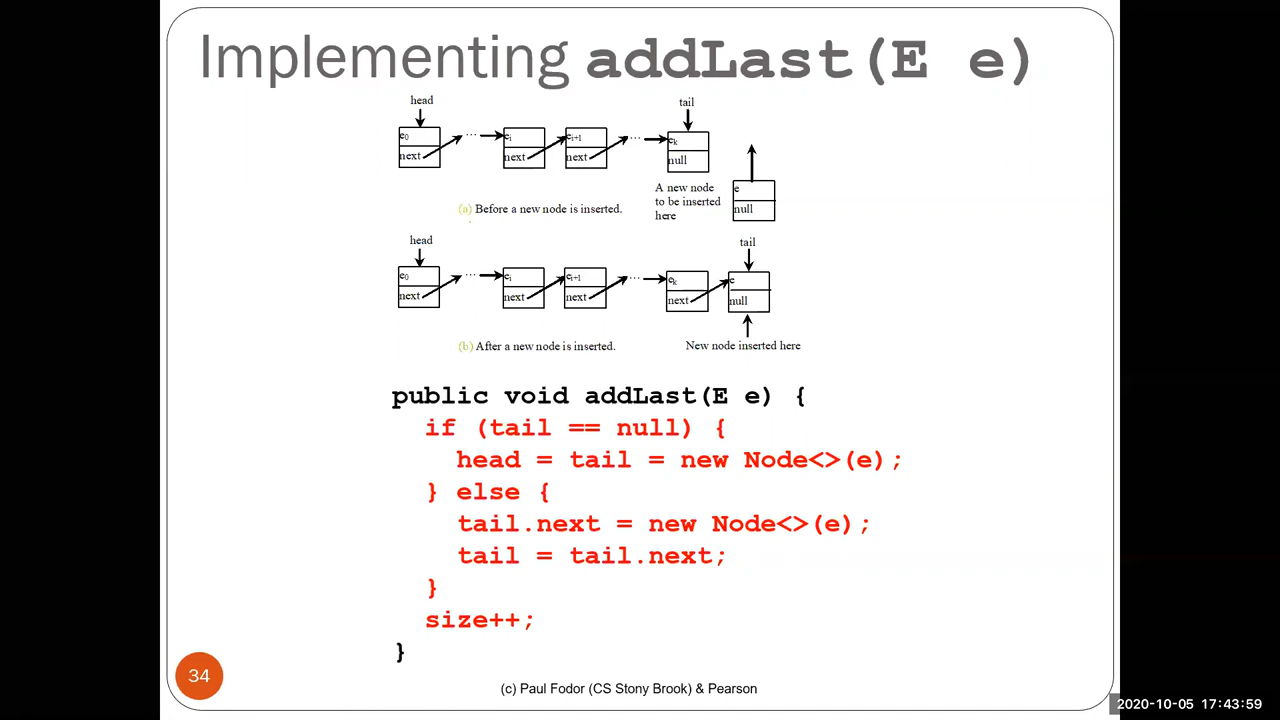 Implementing addLast(E e)
head
tail
e0 ... ei ei+1 ... ek
next next next null
e
null
A new node
to be inserted
here
(a) Before a new node is inserted.
head
tail
e0 ... ei ei+1 ... ek e
next next next next null
(b) After a new node is inserted.
New node inserted here
public void addLast(E e) {
if (tail == null) {
head = tail = new Node<>(e);
} else {
tail.next = new Node<>(e);
tail = tail.next;
}
size++;
}
34
(c) Paul Fodor (CS Stony Brook) & Pearson
2020-10-05 17:43:59